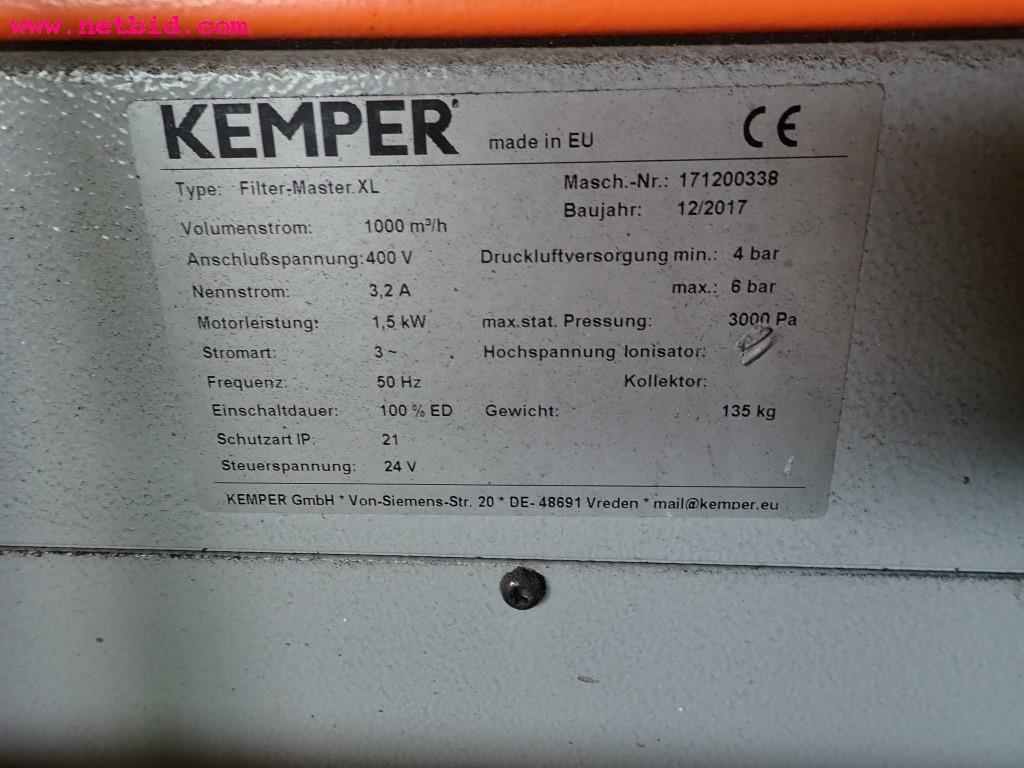 www.netbid.com
KEMPER® made in EU CE
Type: Filter-Master XL Masch.-Nr.: 171200338
Baujahr: 12/2017
Volumenstrom: 1000 m³/h
Anschlußspannung: 400 V Druckluftversorgung min.: 4 bar
Nennstrom: 3,2 A max.: 6 bar
Motorleistung: 1,5 kW max.stat. Pressung: 3000 Pa
Stromart: 3 ~ Hochspannung Ionisator:
Frequenz: 50 Hz Kollektor:
Einschaltdauer: 100 % ED Gewicht: 135 kg
Schutzart IP: 21
Steuerspannung: 24 V
KEMPER GmbH * Von-Siemens-Str. 20 * DE- 48691 Vreden * mail@kemper.eu